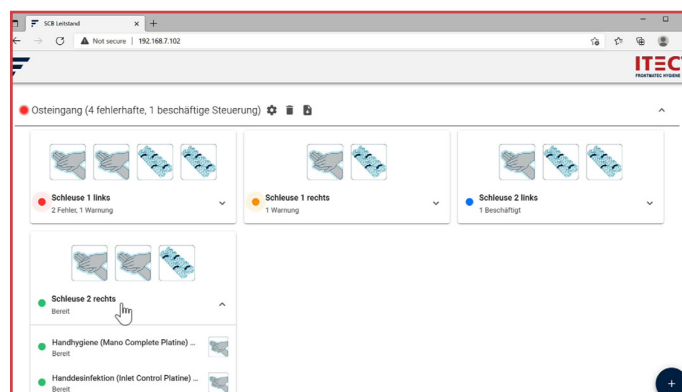 SCB Leitstand
Not secure | 192.168.7.102
ITEC
FRONTMATEC HYGIENE
Osteingang (4 fehlerhafte, 1 beschäftige Steuerung)
Schleuse 1 links
2 Fehler, 1 Warnung
Schleuse 1 rechts
1 Warnung
Schleuse 2 links
1 Beschäftigt
Schleuse 2 rechts
Bereit
Handhygiene (Mano Complete Platine) ...
Bereit
Handdesinfektion (Inlet Control Platine) ...
Bereit